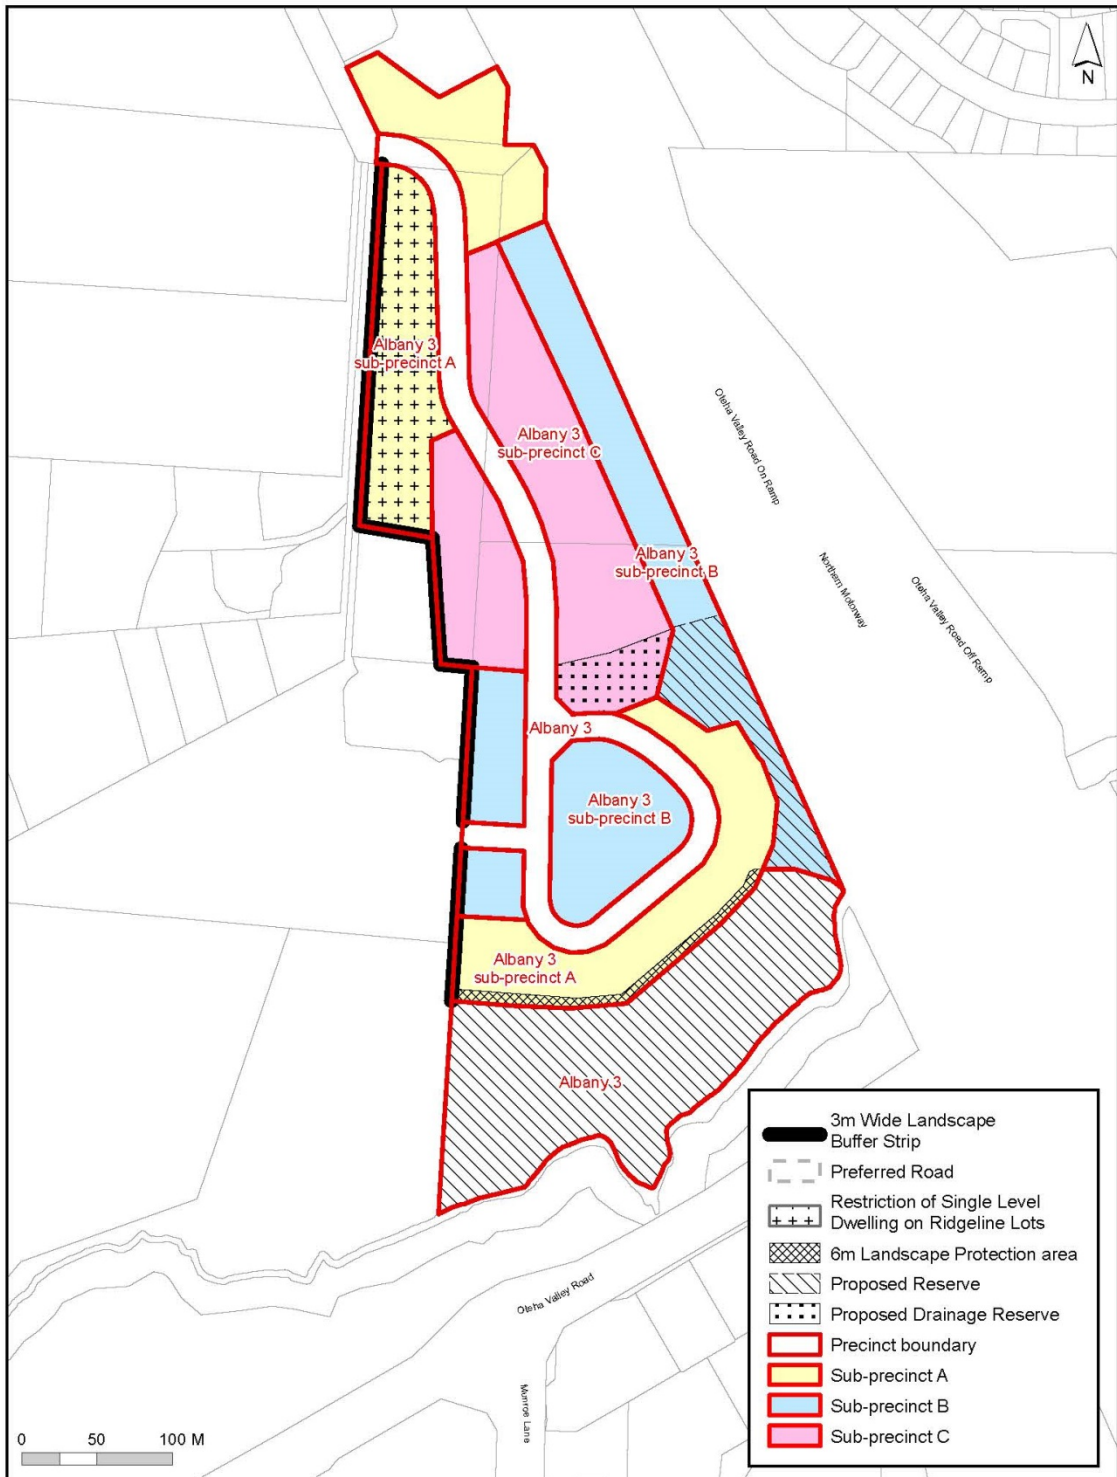 N
Albany 3
sub-precinct A
Albany 3
sub-precinct C
Oteha Valley Road On Ramp
Albany 3
sub-precinct B
Northern Motorway
Oteha Valley Road Off Ramp
Albany 3
Albany 3
sub-precinct B
Albany 3
sub-precinct A
Albany 3
Oteha Valley Road
Munroe Lane
3m Wide Landscape
Buffer Strip
Preferred Road
Restriction of Single Level
Dwelling on Ridgeline Lots
6m Landscape Protection area
Proposed Reserve
Proposed Drainage Reserve
Precinct boundary
Sub-precinct A
Sub-precinct B
Sub-precinct C
0 50 100 M